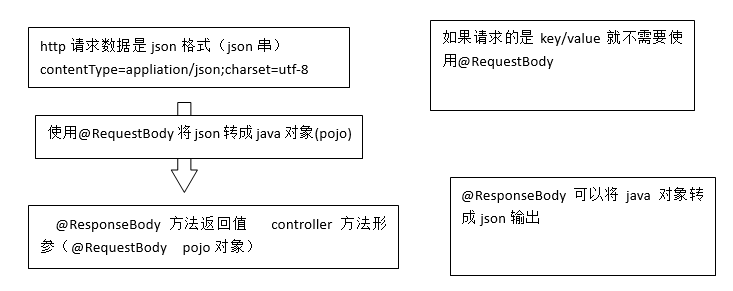 http 请求数据是 json 格式（json 串）
contentType=appliation/json;charset=utf-8
使用@RequestBody 将 json 转成 java 对象(pojo)
@ResponseBody 方法返回值 controller 方法形
参（@RequestBody pojo 对象）
如果请求的是 key/value 就不需要使
用@RequestBody
@ResponseBody 可以将 java 对象转
成 json 输出